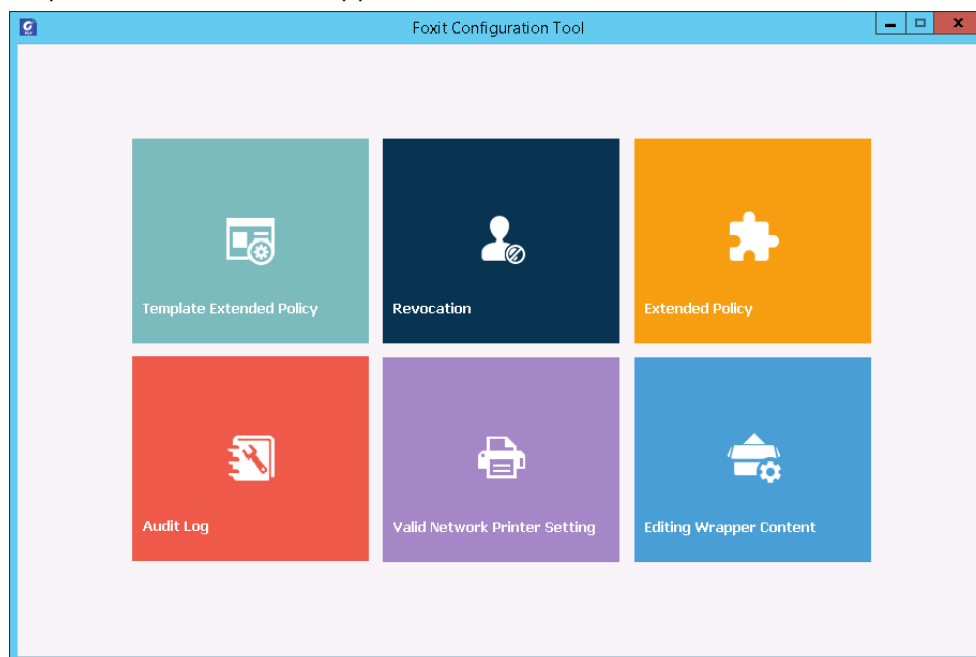 Foxit Configuration Tool
Template Extended Policy
Revocation
Extended Policy
Audit Log
Valid Network Printer Setting
Editing Wrapper Content